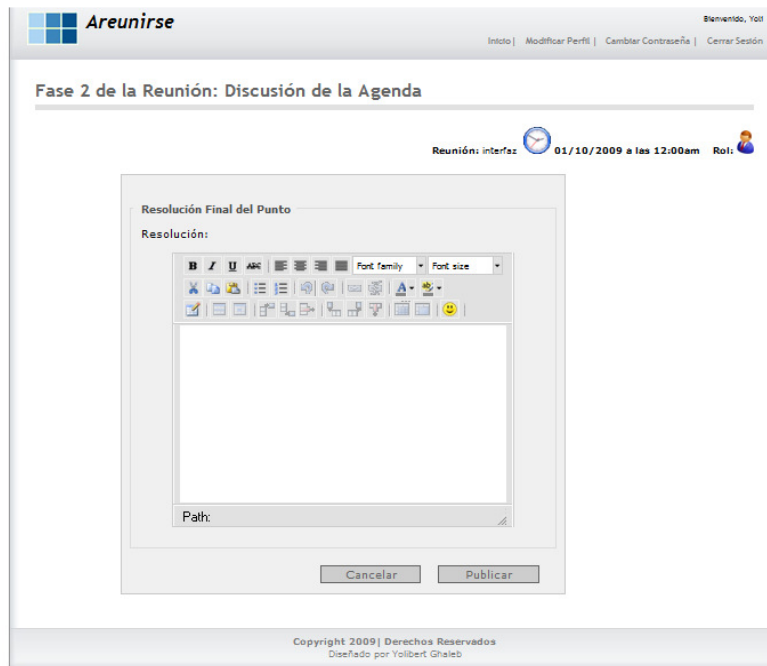 Areunirse
Bienvenido, Yoli
Inicio | Modificar Perfil | Cambiar Contraseña | Cerrar Sesión
Fase 2 de la Reunión: Discusión de la Agenda
Reunión: interfaz 01/10/2009 a las 12:00am Rol:
Resolución Final del Punto
Resolución:
B I U ABC Font family Font size
A ab
Path:
Cancelar Publicar
Copyright 2009| Derechos Reservados
Diseñado por Yolibert Ghaleb